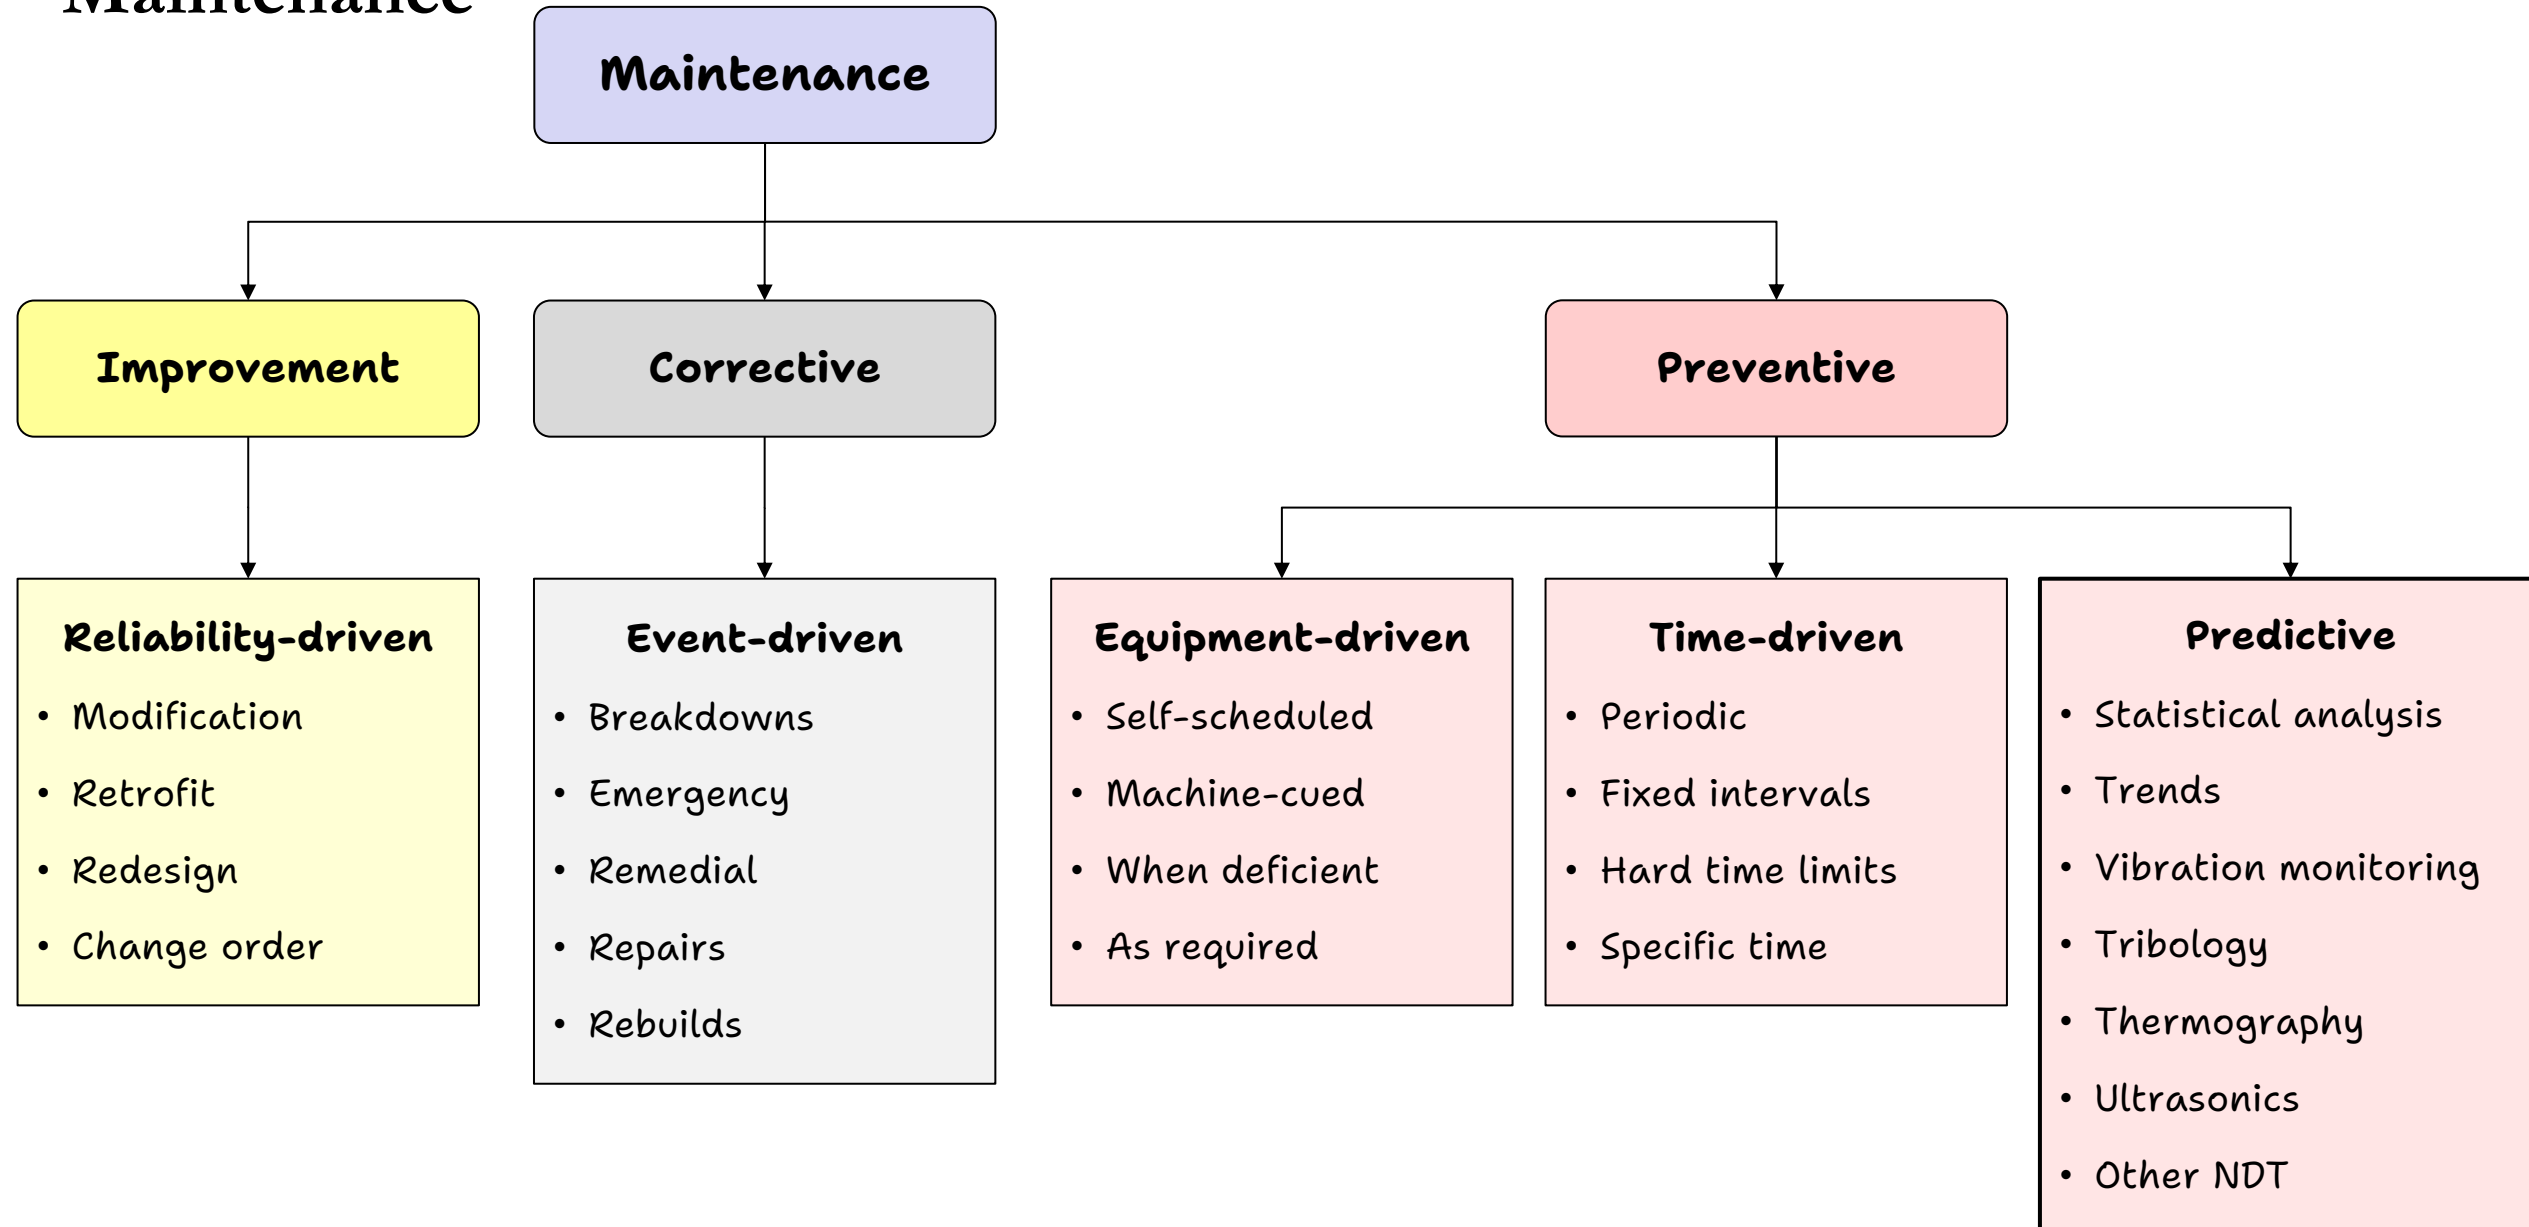 Maintenance
Maintenance
Improvement
Corrective
Preventive
Reliability-driven
• Modification
• Retrofit
• Redesign
• Change order
Event-driven
• Breakdowns
• Emergency
• Remedial
• Repairs
• Rebuilds
Equipment-driven
• Self-scheduled
• Machine-cued
• When deficient
• As required
Time-driven
• Periodic
• Fixed intervals
• Hard time limits
• Specific time
Predictive
• Statistical analysis
• Trends
• Vibration monitoring
• Tribology
• Thermography
• Ultrasonics
• Other NDT